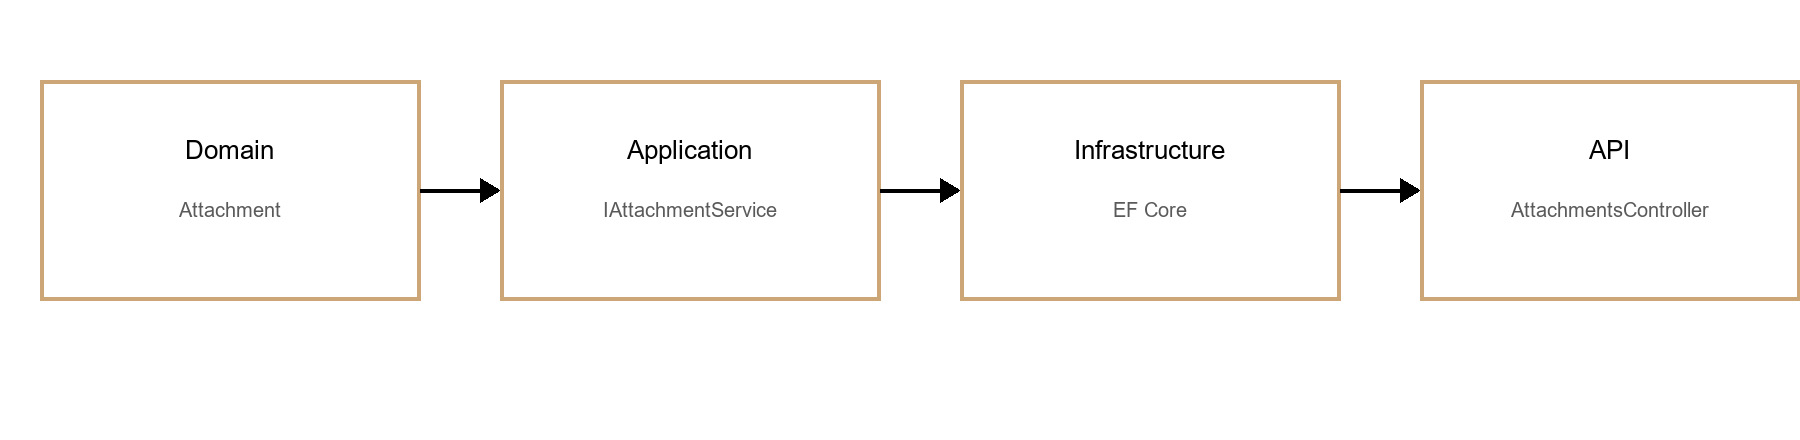 Domain
Attachment
Application
IAttachmentService
Infrastructure
EF Core
API
AttachmentsController